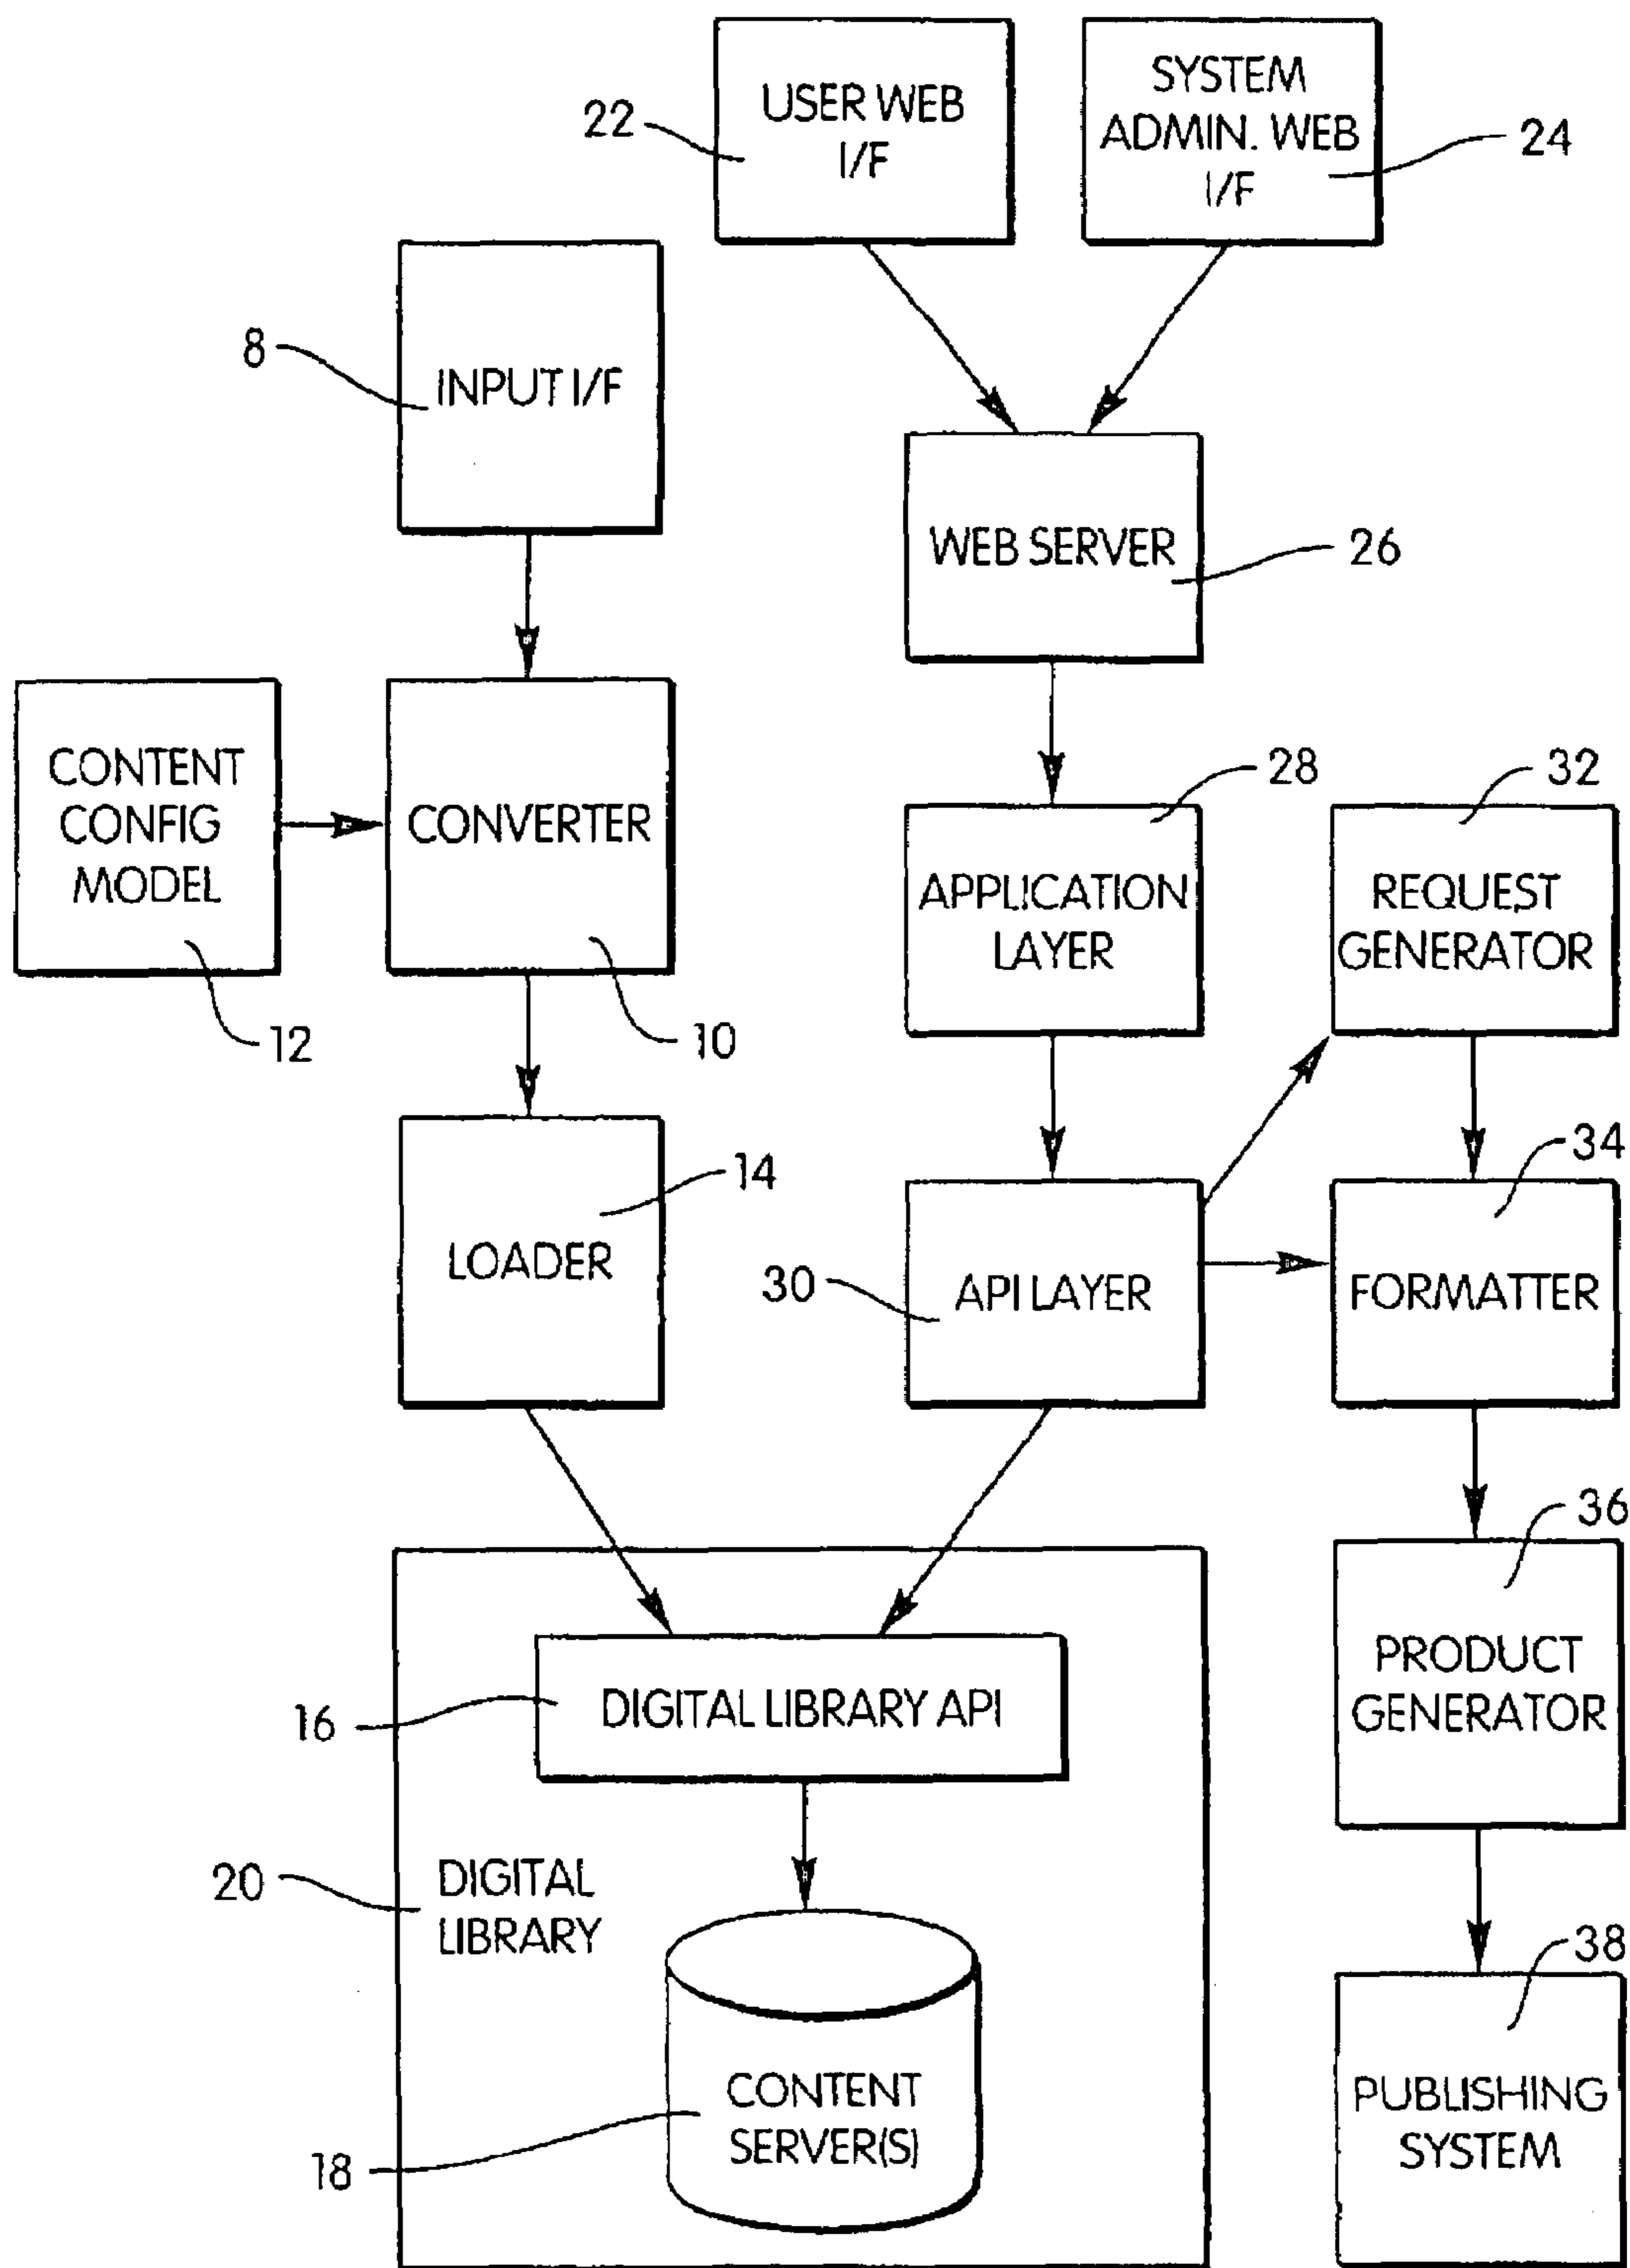 22
USER WEB
I/F
SYSTEM
ADMIN. WEB
I/F
24
8
INPUT I/F
WEB SERVER
26
CONTENT
CONFIG
MODEL
12
CONVERTER
10
28
APPLICATION
LAYER
32
REQUEST
GENERATOR
14
LOADER
30
API LAYER
34
FORMATTER
16
DIGITAL LIBRARY API
36
PRODUCT
GENERATOR
20
DIGITAL
LIBRARY
18
CONTENT
SERVER(S)
38
PUBLISHING
SYSTEM